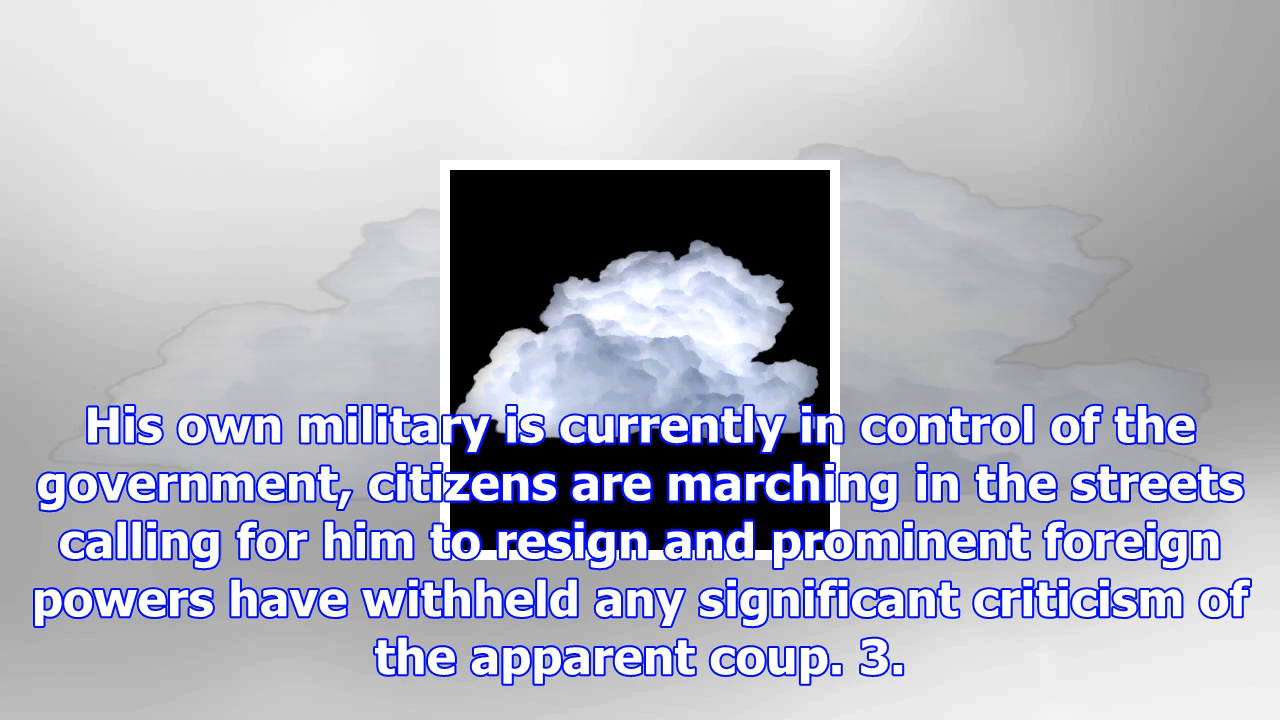 His own military is currently in control of the
government, citizens are marching in the streets
calling for him to resign and prominent foreign
powers have withheld any significant criticism of
the apparent coup. 3.